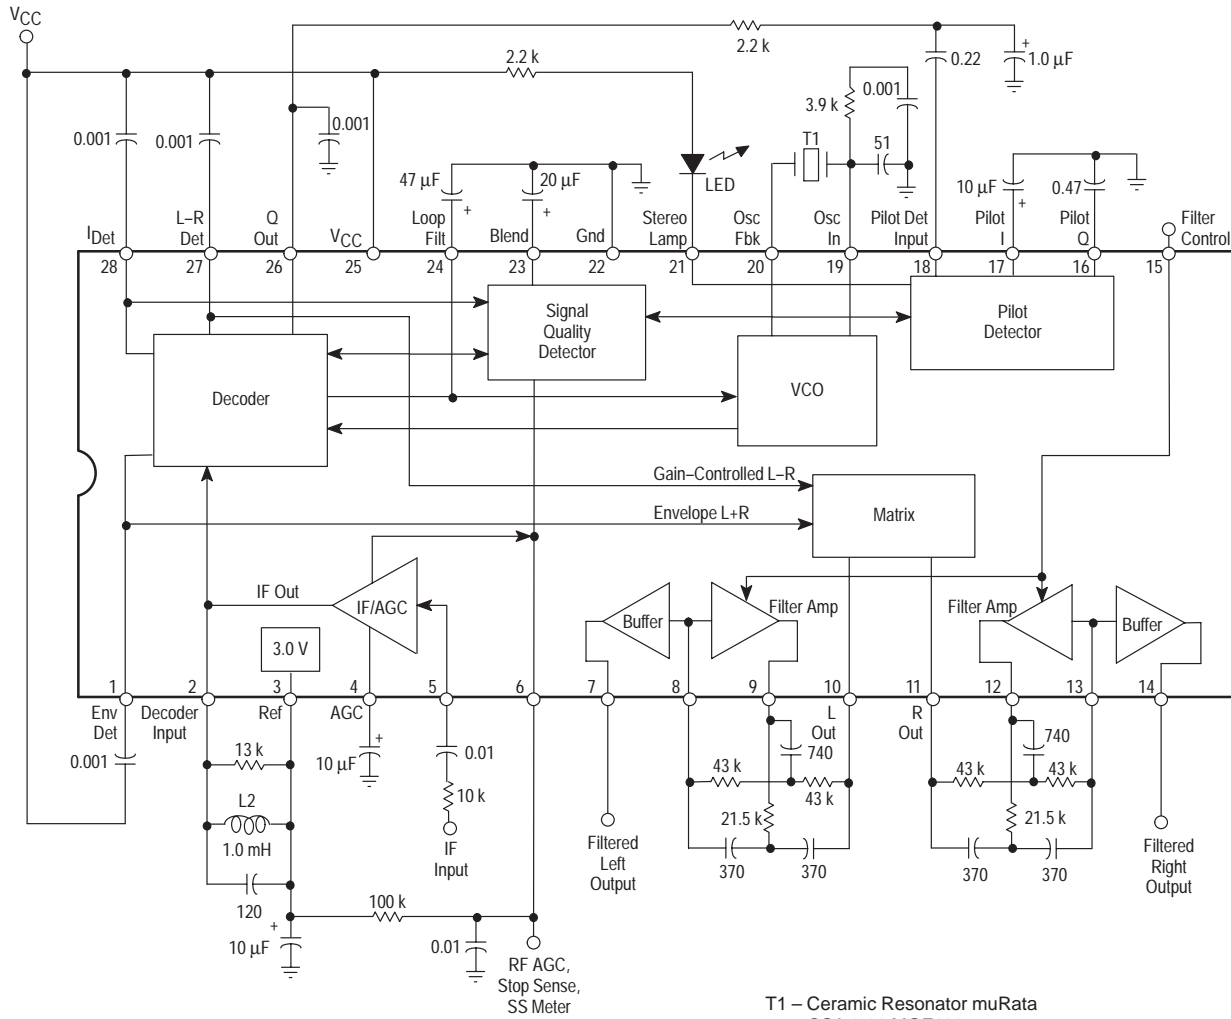 VCC
2.2 k
0.22
+
1.0 µF
2.2 k
0.001
0.001
0.001
3.9 k
0.001
T1
51
LED
47 µF
+
20 µF
+
10 µF
+
0.47
IDet
L–R
Det
Q
Out
VCC
Loop
Filt
Blend
Gnd
Stereo
Lamp
Osc
Fbk
Osc
In
Pilot Det
Input
Pilot
I
Pilot
Q
Filter
Control
28
27
26
25
24
23
22
21
20
19
18
17
16
15
Signal
Quality
Detector
Pilot
Detector
Decoder
VCO
Gain–Controlled L–R
Envelope L+R
Matrix
IF Out
IF/AGC
3.0 V
Buffer
Filter Amp
Filter Amp
Buffer
1
2
3
4
5
6
7
8
9
10
11
12
13
14
Env
Det
Decoder
Input
Ref
AGC
L
Out
R
Out
0.001
13 k
L2
1.0 mH
120
+
10 µF
+
10 µF
0.01
10 k
IF
Input
100 k
0.01
RF AGC,
Stop Sense,
SS Meter
Filtered
Left
Output
740
43 k
43 k
21.5 k
370
370
740
43 k
43 k
21.5 k
370
370
Filtered
Right
Output
T1 – Ceramic Resonator muRata